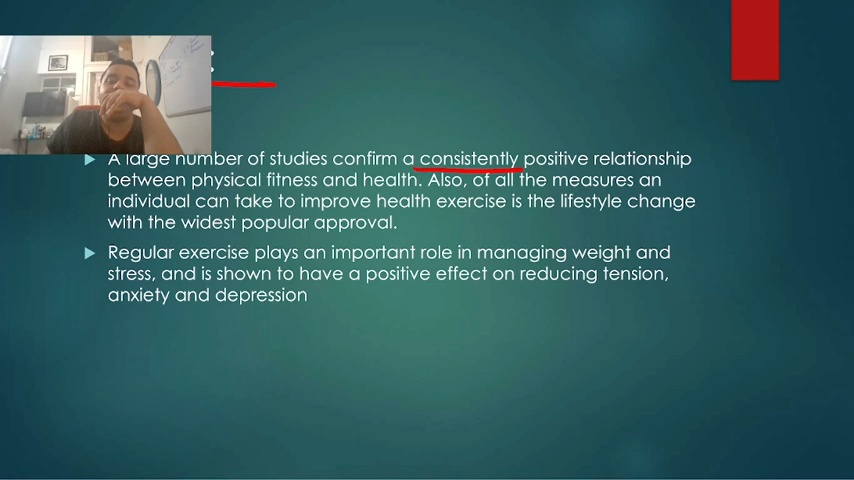 A large number of studies confirm a consistently positive relationship
between physical fitness and health. Also, of all the measures an
individual can take to improve health exercise is the lifestyle change
with the widest popular approval.
Regular exercise plays an important role in managing weight and
stress, and is shown to have a positive effect on reducing tension,
anxiety and depression